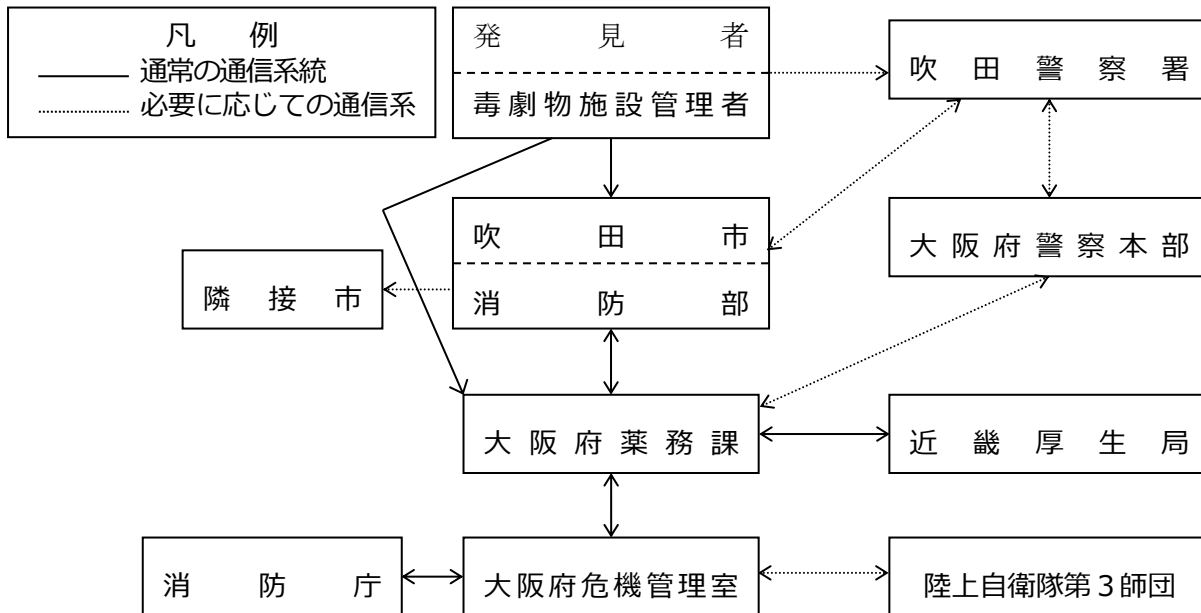 凡　例
通常の通信系統
必要に応じての通信系
発見者
毒劇物施設管理者
吹田警察署
吹田市
消防部
大阪府警察本部
隣接市
大阪府薬務課
近畿厚生局
消防庁
大阪府危機管理室
陸上自衛隊第３師団